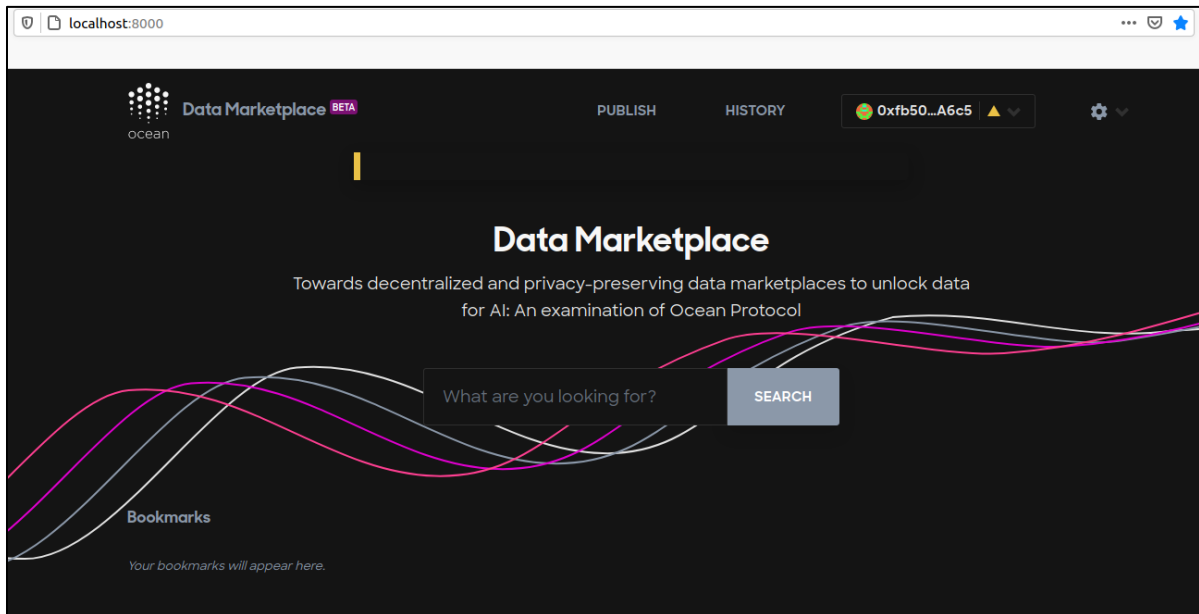 localhost:8000
ocean
Data Marketplace BETA
PUBLISH
HISTORY
0xfb50...A6c5
Data Marketplace
Towards decentralized and privacy-preserving data marketplaces to unlock data
for AI: An examination of Ocean Protocol
What are you looking for?
SEARCH
Bookmarks
Your bookmarks will appear here.